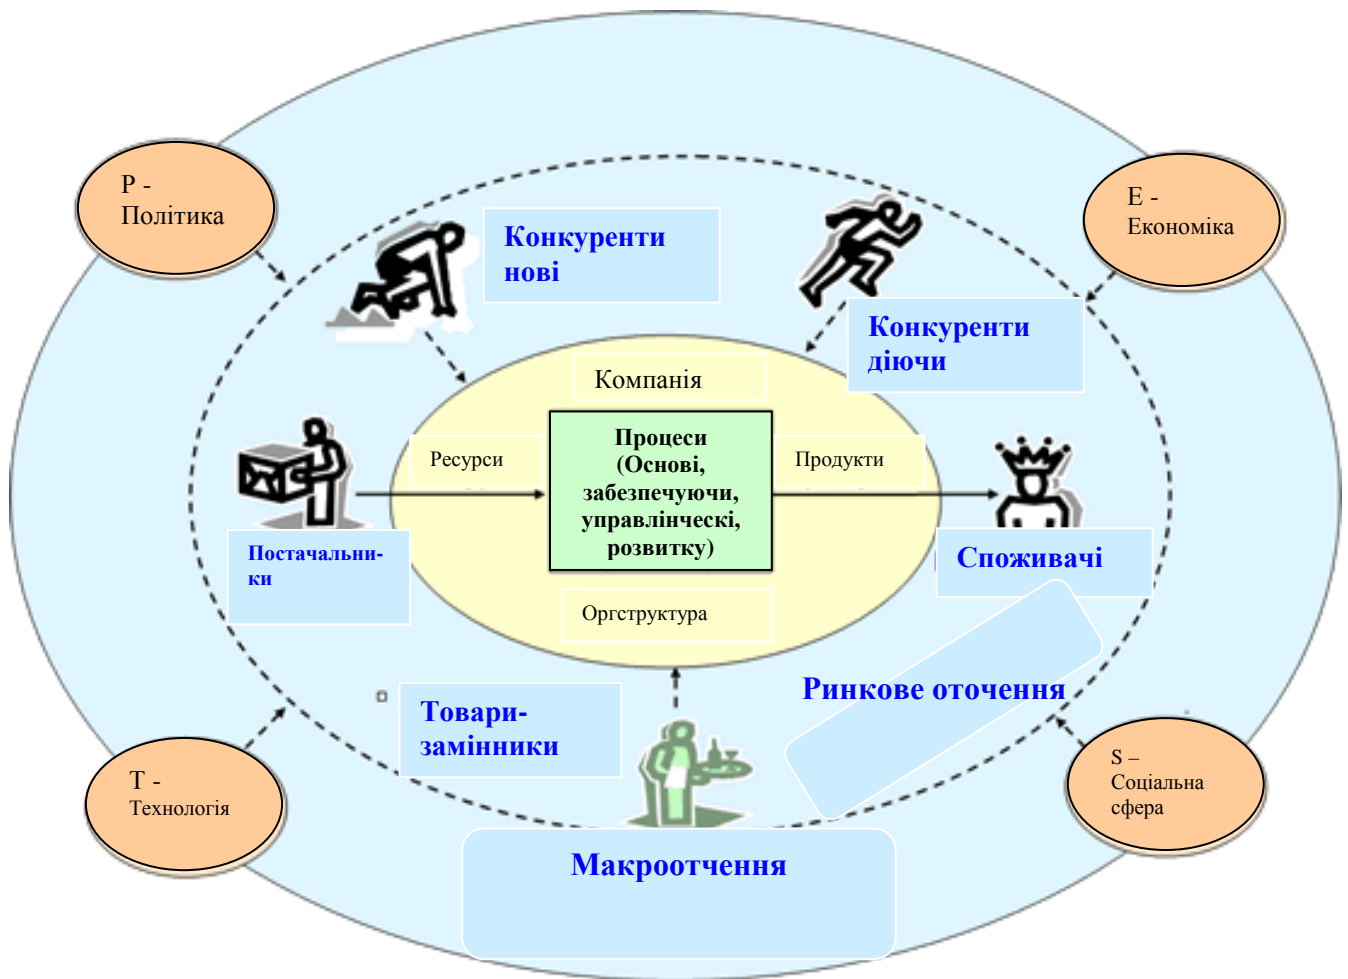 P -
Політика
E -
Економіка
Конкуренти
нові
Конкуренти
діючи
Компанія
Ресурси
Процеси
(Основі,
забезпечуючи,
управлінческі,
розвитку)
Продукти
Постачальни-
ки
Споживачі
Оргструктура
Товари-
замінники
Ринкове оточення
T -
Технологія
S –
Соціальна
сфера
Макроотчення